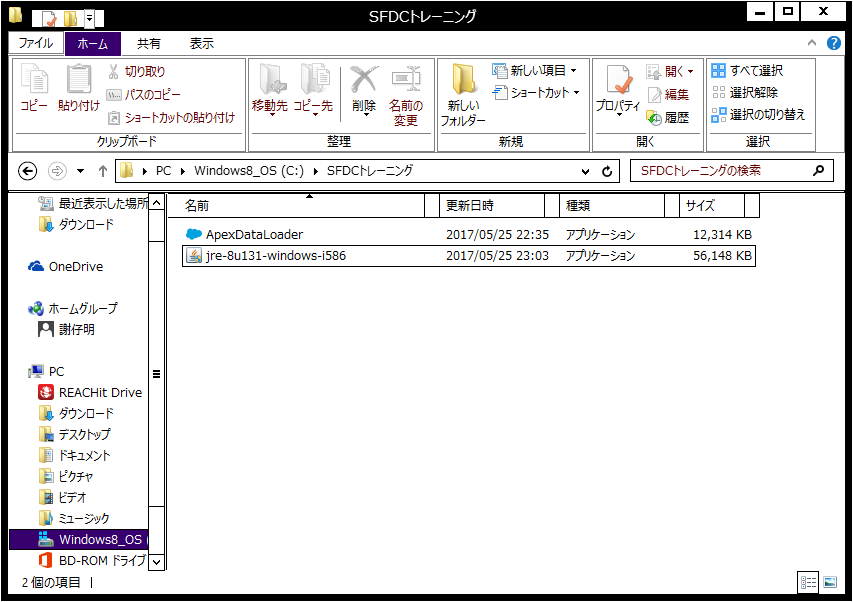 SFDCトレーニング
ファイル ホーム 共有 表示
コピー 貼り付け 切り取り
パスのコピー
ショートカットの貼り付け
クリップボード
移動先 コピー先 削除 名前の
変更
整理
新しい
フォルダー 新しい項目
ショートカット
新規
プロパティ 開く
編集
履歴
開く
すべて選択
選択解除
選択の切り替え
選択
PC Windows8_OS (C:) SFDCトレーニング
SFDCトレーニングの検索
最近表示した場所
ダウンロード
OneDrive
ホームグループ
謝仔明
PC
REACHit Drive
ダウンロード
デスクトップ
ドキュメント
ピクチャ
ビデオ
ミュージック
Windows8_OS (
BD-ROM ドライブ
名前 更新日時 種類 サイズ
ApexDataLoader 2017/05/25 22:35 アプリケーション 12,314 KB
jre-8u131-windows-i586 2017/05/25 23:03 アプリケーション 56,148 KB
2 個の項目